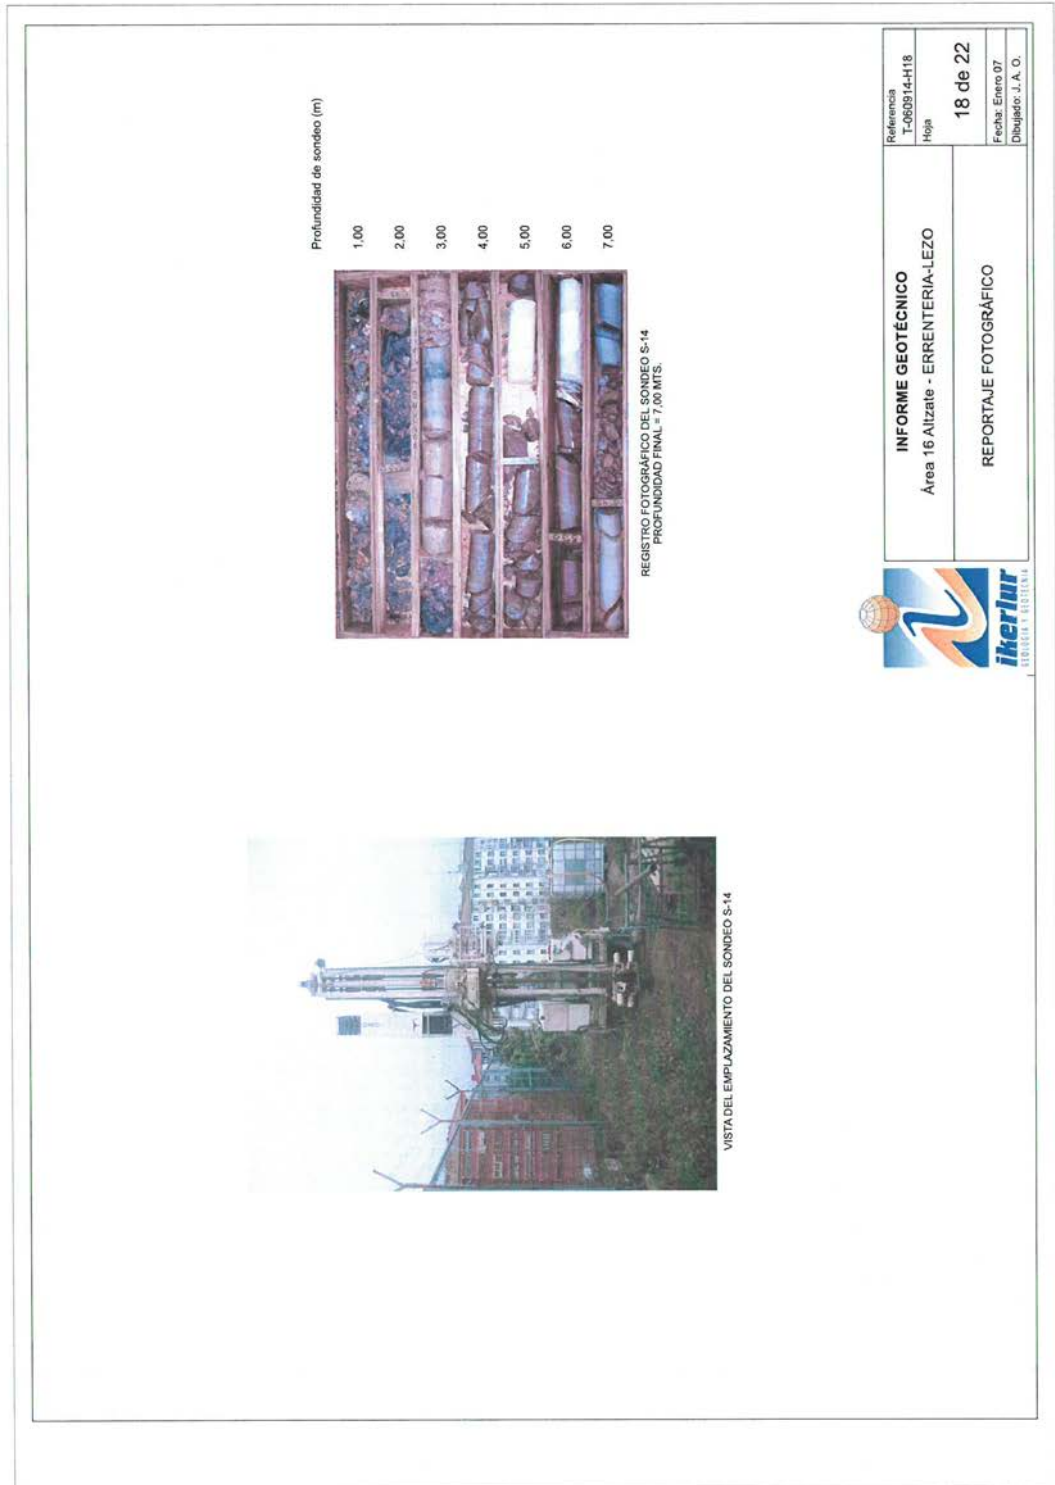 Profundidad de sondeo (m)
1,00
2,00
3,00
4,00
5,00
6,00
7,00
REGISTRO FOTOGRÁFICO DEL SONDEO S-14
PROFUNDIDAD FINAL = 7,00 MTS.
VISTA DEL EMPLAZAMIENTO DEL SONDEO S-14
ikerlur
GEOLOGIA Y GEOTECNIA
INFORME GEOTÉCNICO
Área 16 Altzate - ERRENTERIA-LEZO
REPORTAJE FOTOGRÁFICO
Referencia
T-060914-H18
Hoja
18 de 22
Fecha: Enero 07
Dibujado: J. A. O.